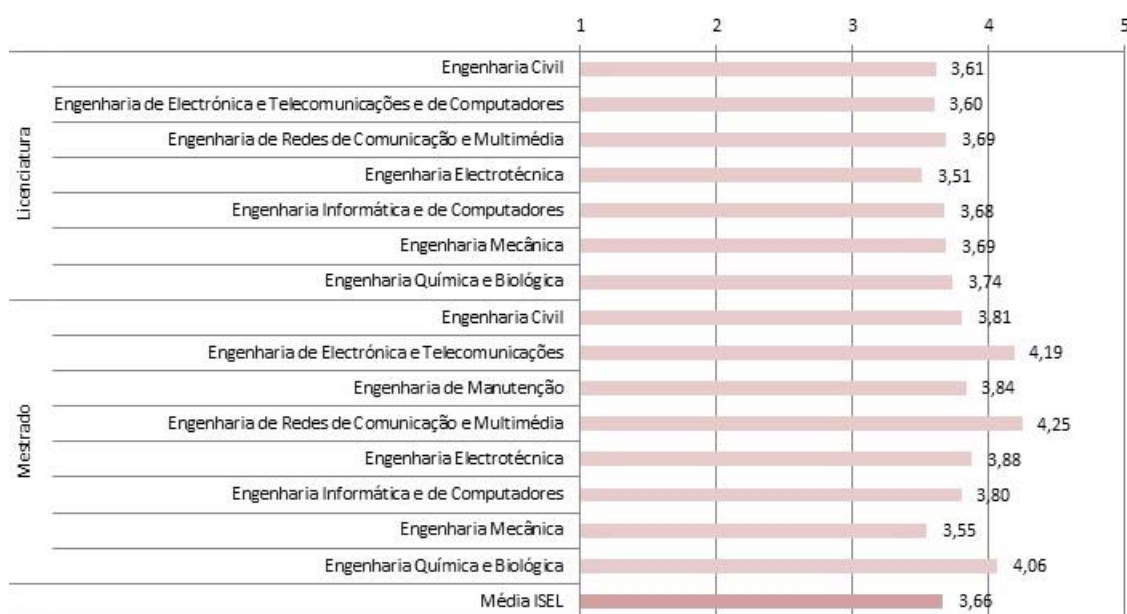 1 2 3 4 5
Licenciatura
Engenharia Civil 3,61
Engenharia de Electrónica e Telecomunicações e de Computadores 3,60
Engenharia de Redes de Comunicação e Multimédia 3,69
Engenharia Electrotécnica 3,51
Engenharia Informática e de Computadores 3,68
Engenharia Mecânica 3,69
Engenharia Química e Biológica 3,74
Mestrado
Engenharia Civil 3,81
Engenharia de Electrónica e Telecomunicações 4,19
Engenharia de Manutenção 3,84
Engenharia de Redes de Comunicação e Multimédia 4,25
Engenharia Electrotécnica 3,88
Engenharia Informática e de Computadores 3,80
Engenharia Mecânica 3,55
Engenharia Química e Biológica 4,06
Média ISEL 3,66